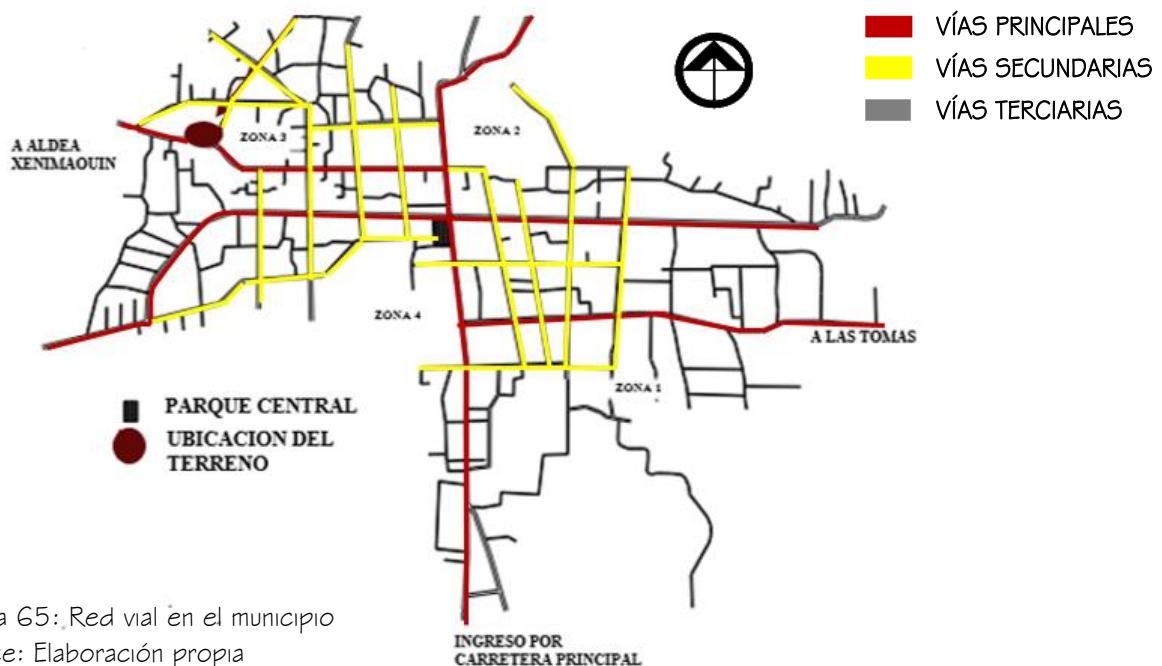 VÍAS PRINCIPALES
VÍAS SECUNDARIAS
VÍAS TERCIARIAS
ZONA 3
ZONA 2
A ALDEA
XENIMAQUIN
ZONA 4
A LAS TOMAS
ZONA 1
PARQUE CENTRAL
UBICACION DEL
TERRENO
a 65: Red vial en el municipio
e: Elaboración propia
INGRESO POR
CARRETERA PRINCIPAL